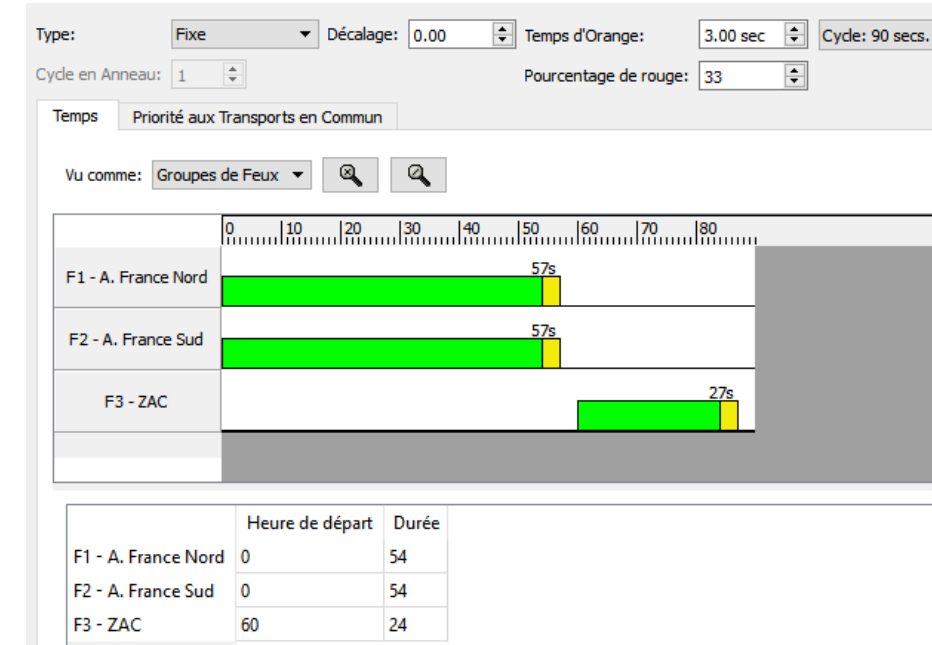 Type: Fixe Décalage: 0.00 Temps d'Orange: 3.00 sec Cycle: 90 secs.
Cycle en Anneau: 1 Pourcentage de rouge: 33
Temps Priorité aux Transports en Commun
Vu comme: Groupes de Feux
0 10 20 30 40 50 60 70 80
57s
F1 - A. France Nord
57s
F2 - A. France Sud
27s
F3 - ZAC
Heure de départ Durée
F1 - A. France Nord 0 54
F2 - A. France Sud 0 54
F3 - ZAC 60 24